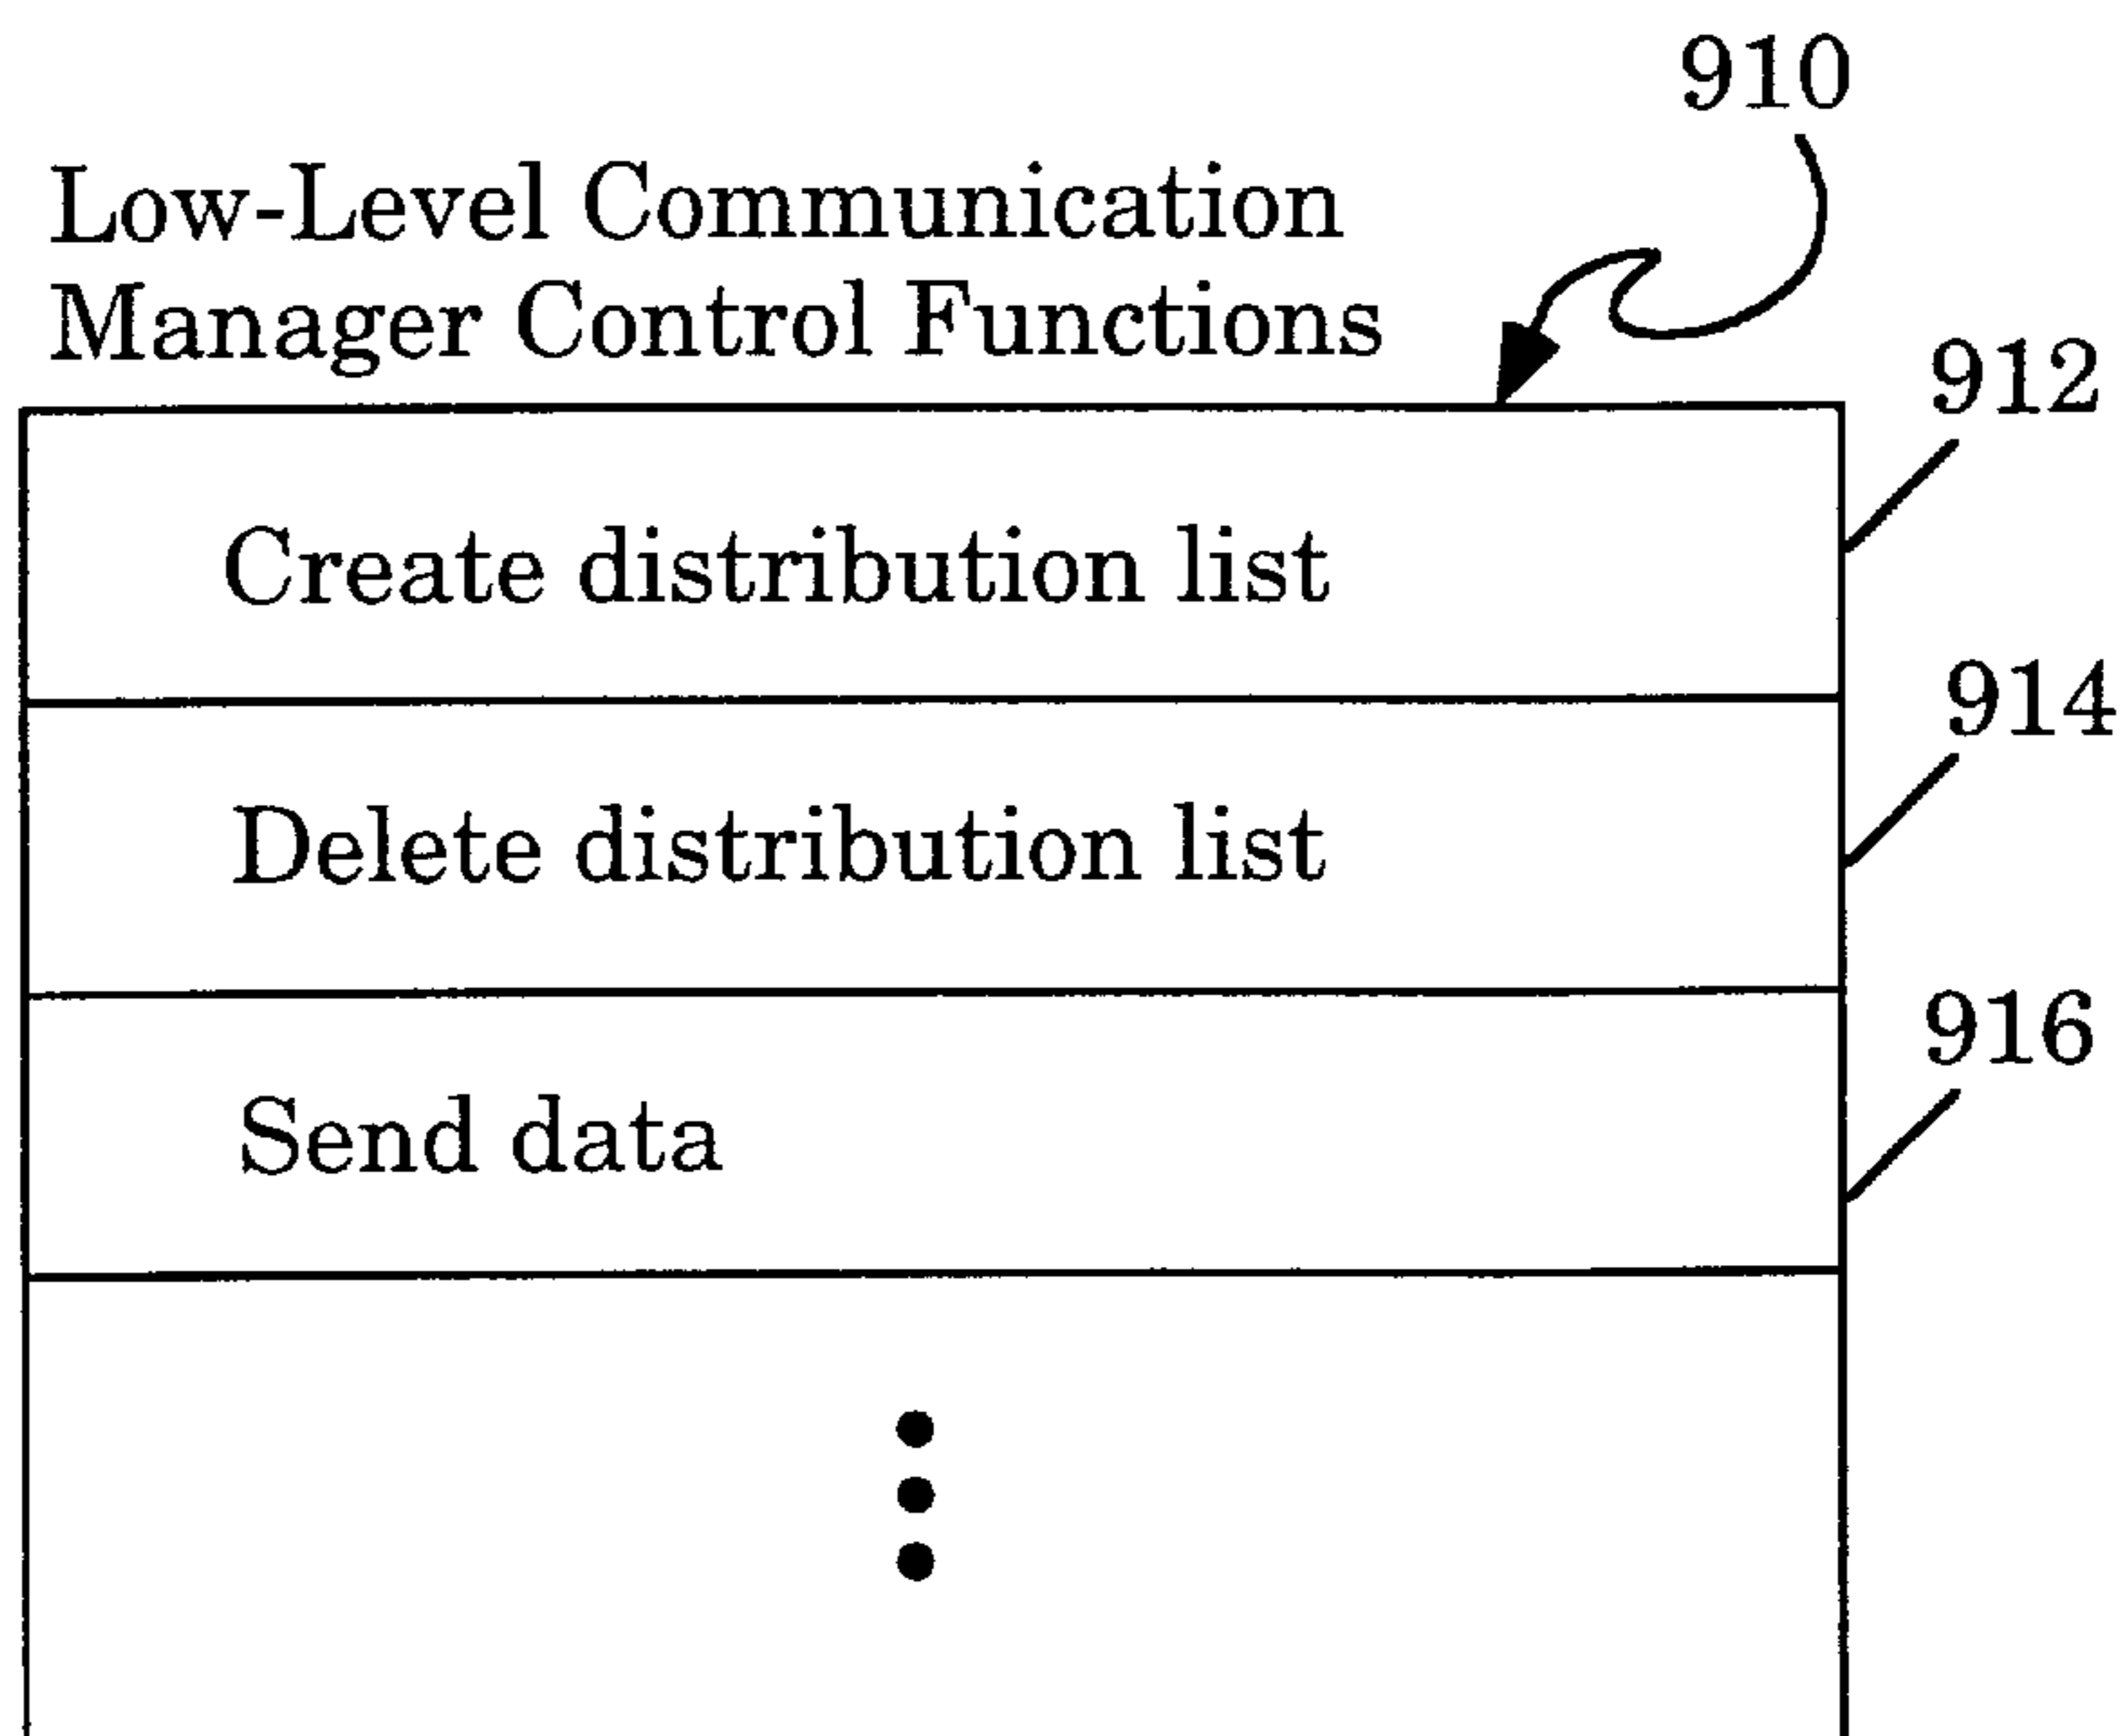 910
Low-Level Communication
Manager Control Functions
912
Create distribution list
914
Delete distribution list
916
Send data